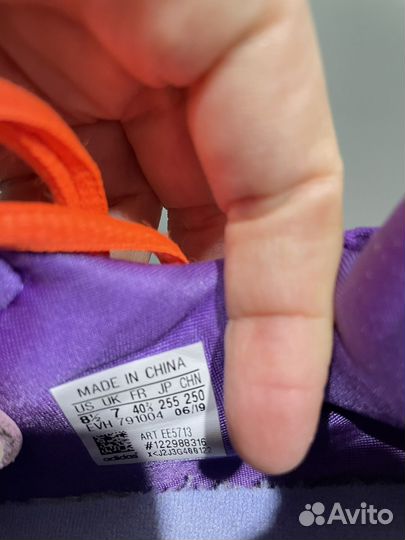 MADE IN CHINA
US UK FR JP CHN
8½ 7 40⅔ 255 250
LVH 791004 06/19
ART EE5713
#122988316
adidas
Avito